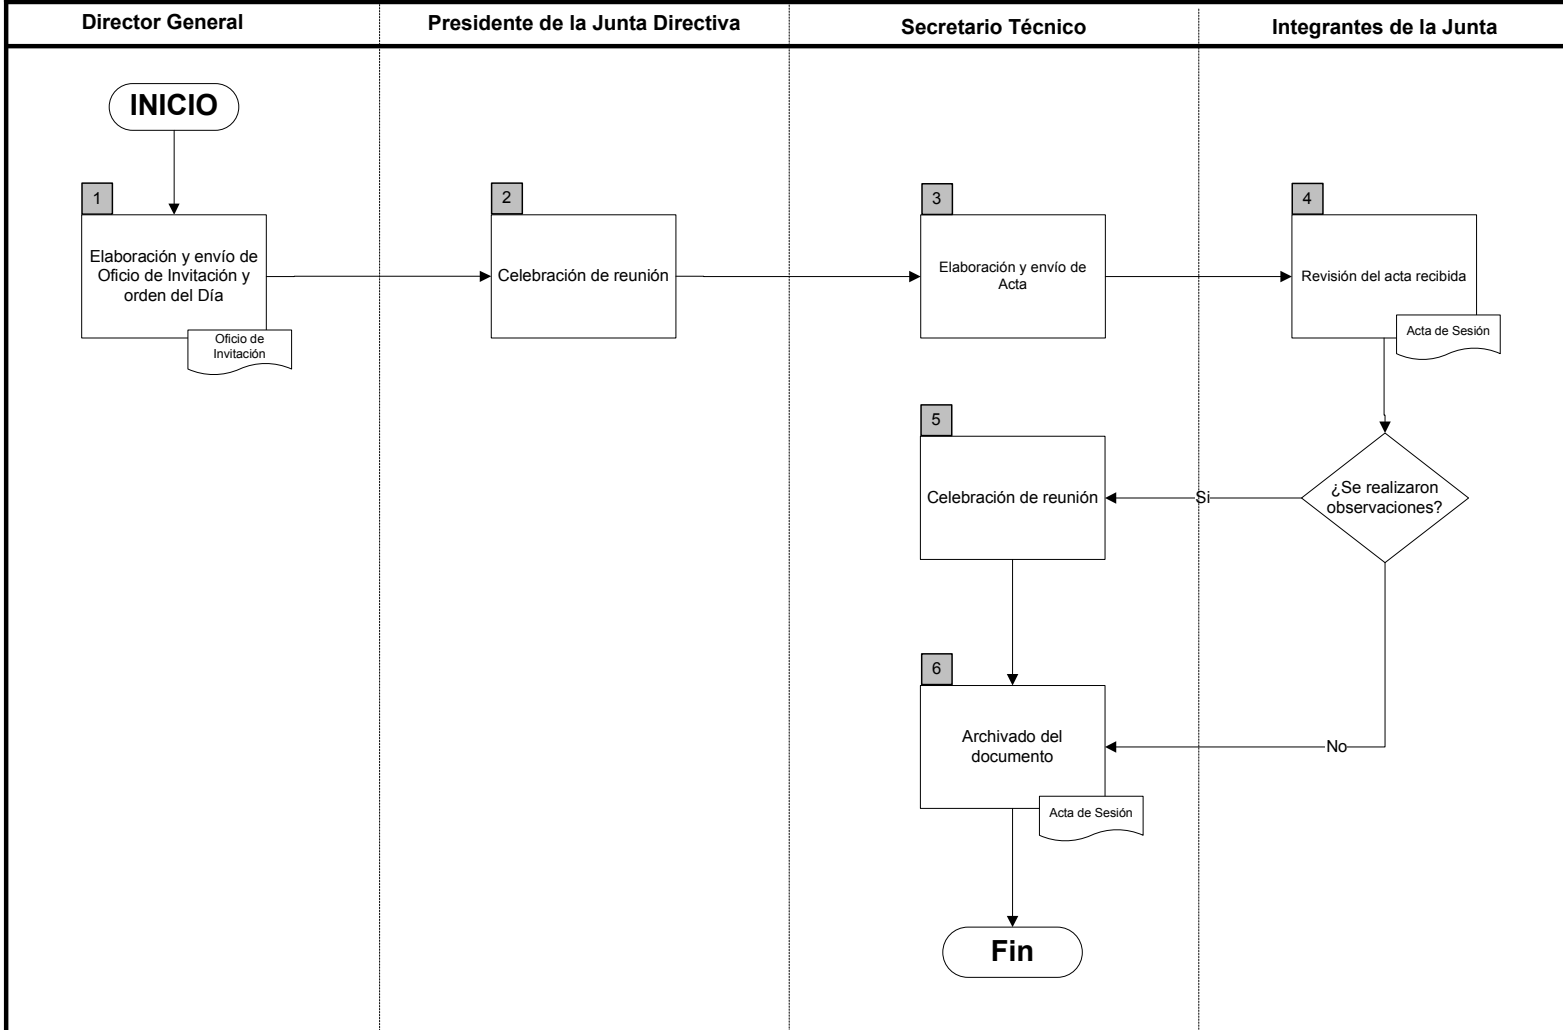 Director General
Presidente de la Junta Directiva
Secretario Técnico
Integrantes de la Junta
INICIO
1
Elaboración y envío de
Oficio de Invitación y
orden del Día
Oficio de
Invitación
2
Celebración de reunión
3
Elaboración y envío de
Acta
4
Revisión del acta recibida
Acta de Sesión
¿Se realizaron
observaciones?
Si
5
Celebración de reunión
No
6
Archivado del
documento
Acta de Sesión
Fin